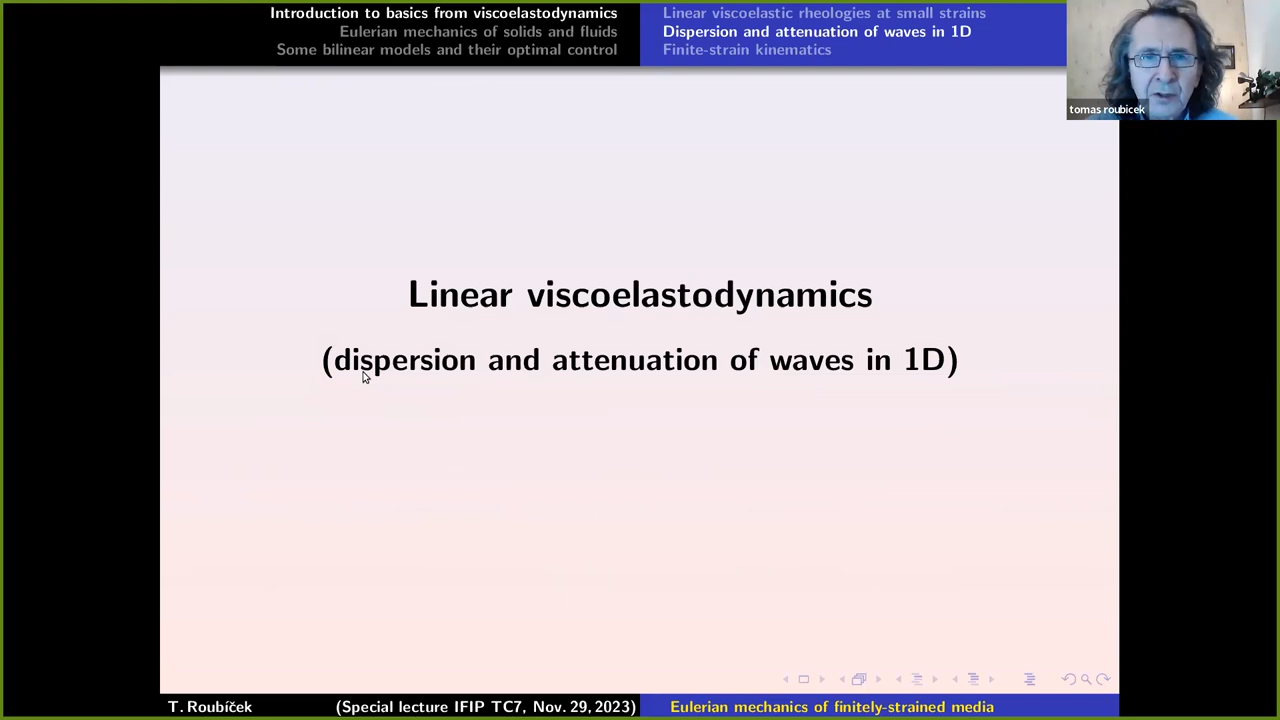 Introduction to basics from viscoelastodynamics
Eulerian mechanics of solids and fluids
Some bilinear models and their optimal control
Linear viscoelastic rheologies at small strains
Dispersion and attenuation of waves in 1D
Finite-strain kinematics
tomas roubicek
Linear viscoelastodynamics
(dispersion and attenuation of waves in 1D)
T. Roubíček
(Special lecture IFIP TC7, Nov. 29, 2023)
Eulerian mechanics of finitely-strained media